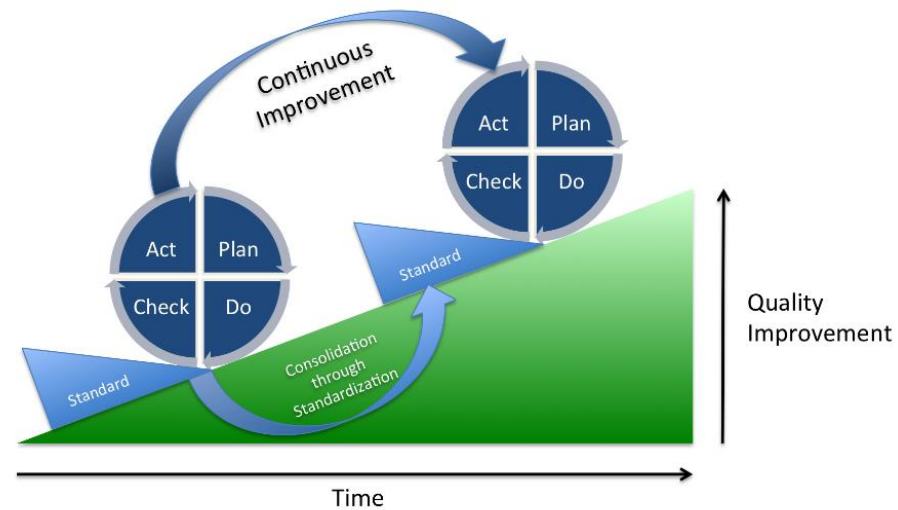 Continuous
Improvement
Act
Plan
Check
Do
Act
Plan
Check
Do
Standard
Standard
Consolidation
through
Standardization
Quality
Improvement
Time